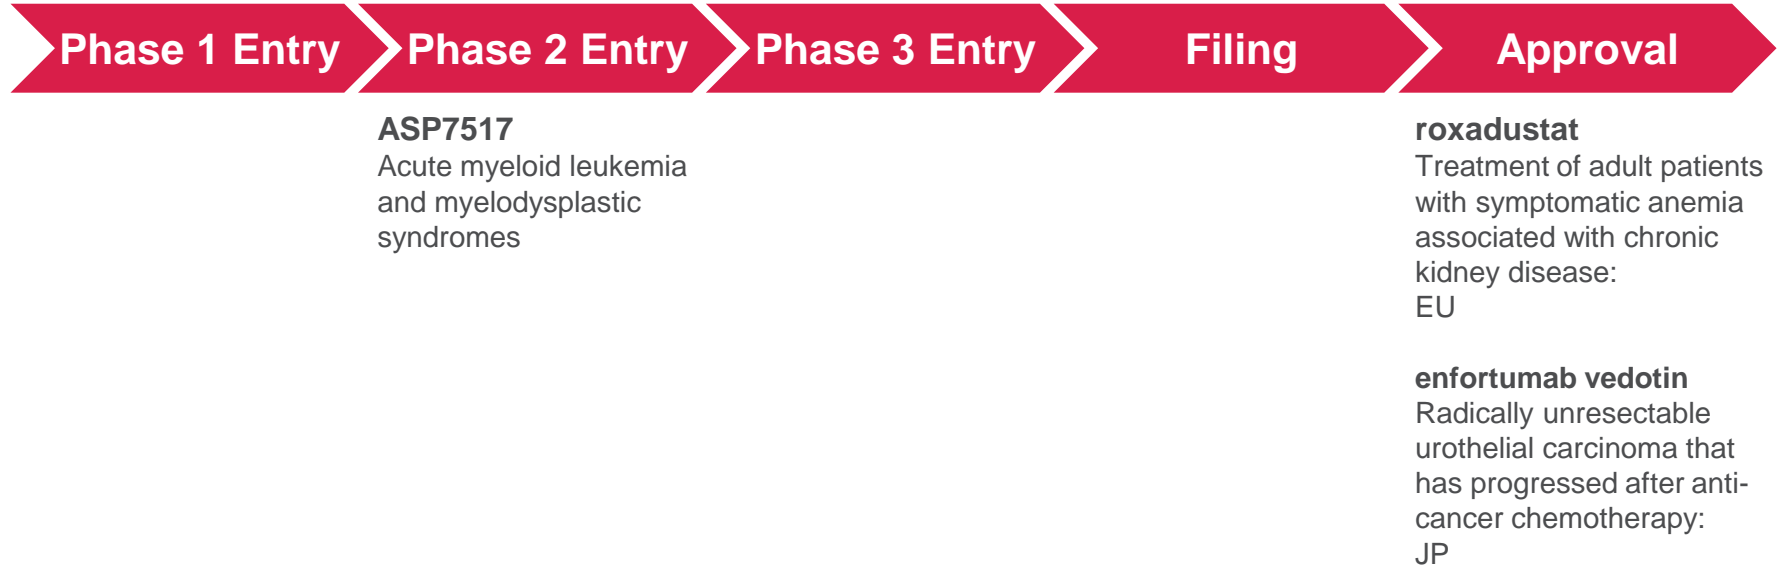 Phase 1 Entry
Phase 2 Entry
Phase 3 Entry
Filing
Approval
ASP7517
Acute myeloid leukemia
and myelodysplastic
syndromes
roxadustat
Treatment of adult patients
with symptomatic anemia
associated with chronic
kidney disease:
EU
enfortumab vedotin
Radically unresectable
urothelial carcinoma that
has progressed after anti-
cancer chemotherapy:
JP